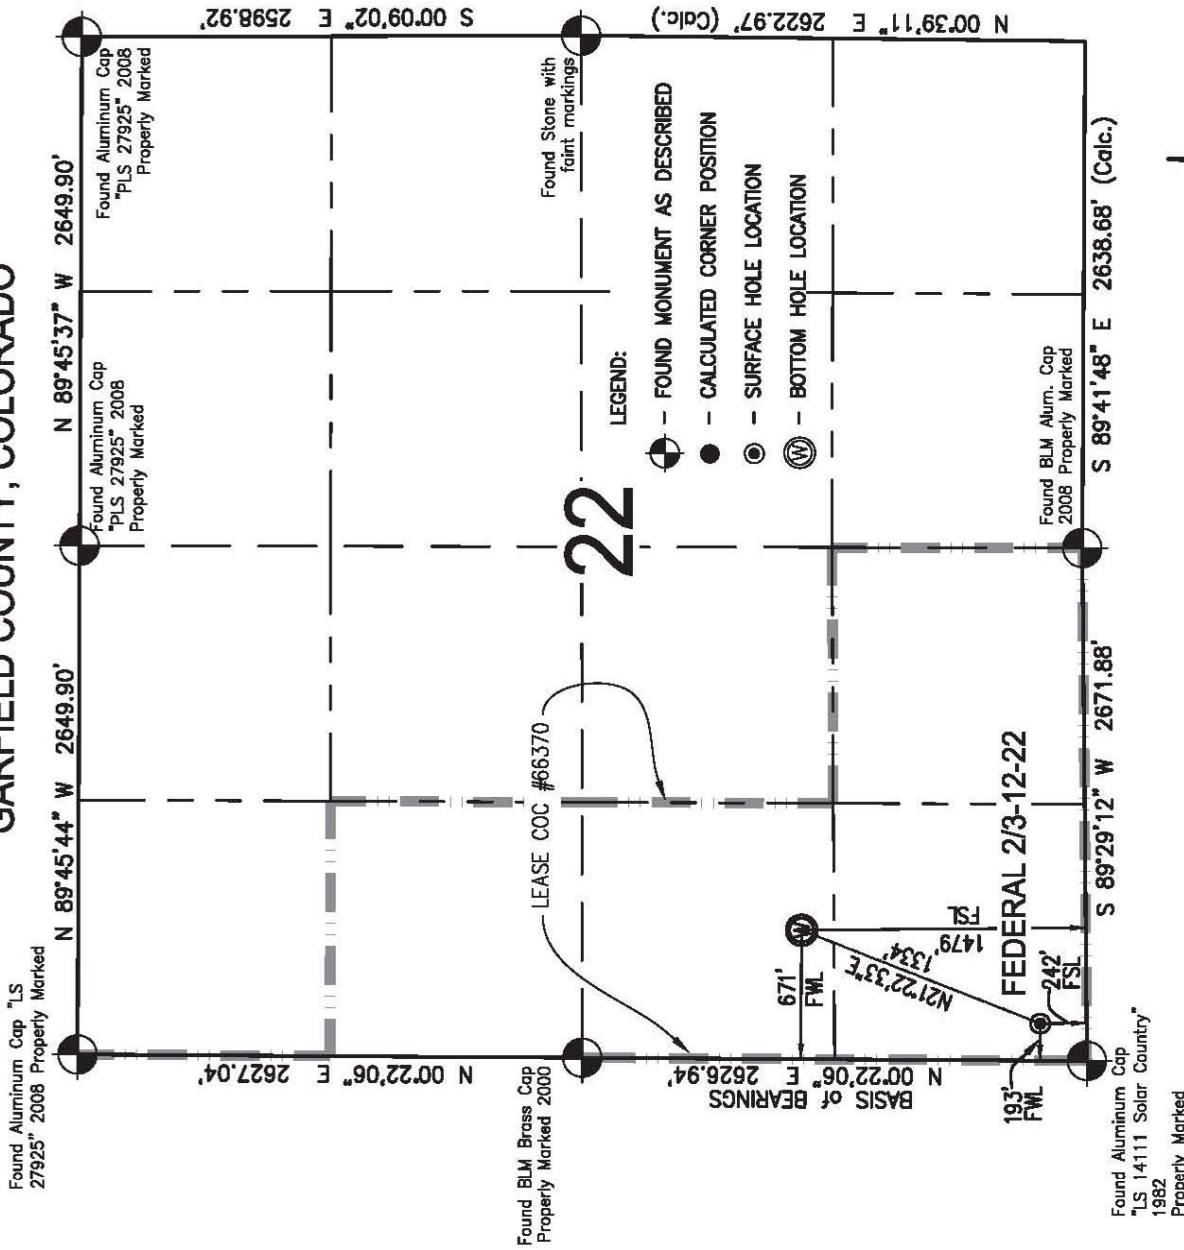 GARFIELD COUNTY, COLORADO
Found Aluminum Cap "LS
27925" 2008 Properly Marked
N 89°45'44" W 2649.90'
N 89°45'37" W 2649.90'
Found Aluminum Cap
"PLS 27925" 2008
Properly Marked
Found Aluminum Cap
"PLS 27925" 2008
Properly Marked
N 00°22'06" E 2627.04'
S 00°09'02" E 2598.92'
Found BLM Brass Cap
Properly Marked 2000
LEASE COC #66370
22
Found Stone with
faint markings
LEGEND:
- FOUND MONUMENT AS DESCRIBED
- CALCULATED CORNER POSITION
- SURFACE HOLE LOCATION
W - BOTTOM HOLE LOCATION
BASIS of BEARINGS
N 00°22'06" E 2626.94'
N 00°39'11" E 2622.97' (Calc.)
671'
FWL
W
1479'
FSL
N21°22'33"E
1334'
FEDERAL 2/3-12-22
242'
FSL
193'
FWL
Found BLM Alum. Cap
2008 Properly Marked
S 89°29'12" W 2671.88'
S 89°41'48" E 2638.68' (Calc.)
Found Aluminum Cap
"LS 14111 Solar Country"
1982
Properly Marked